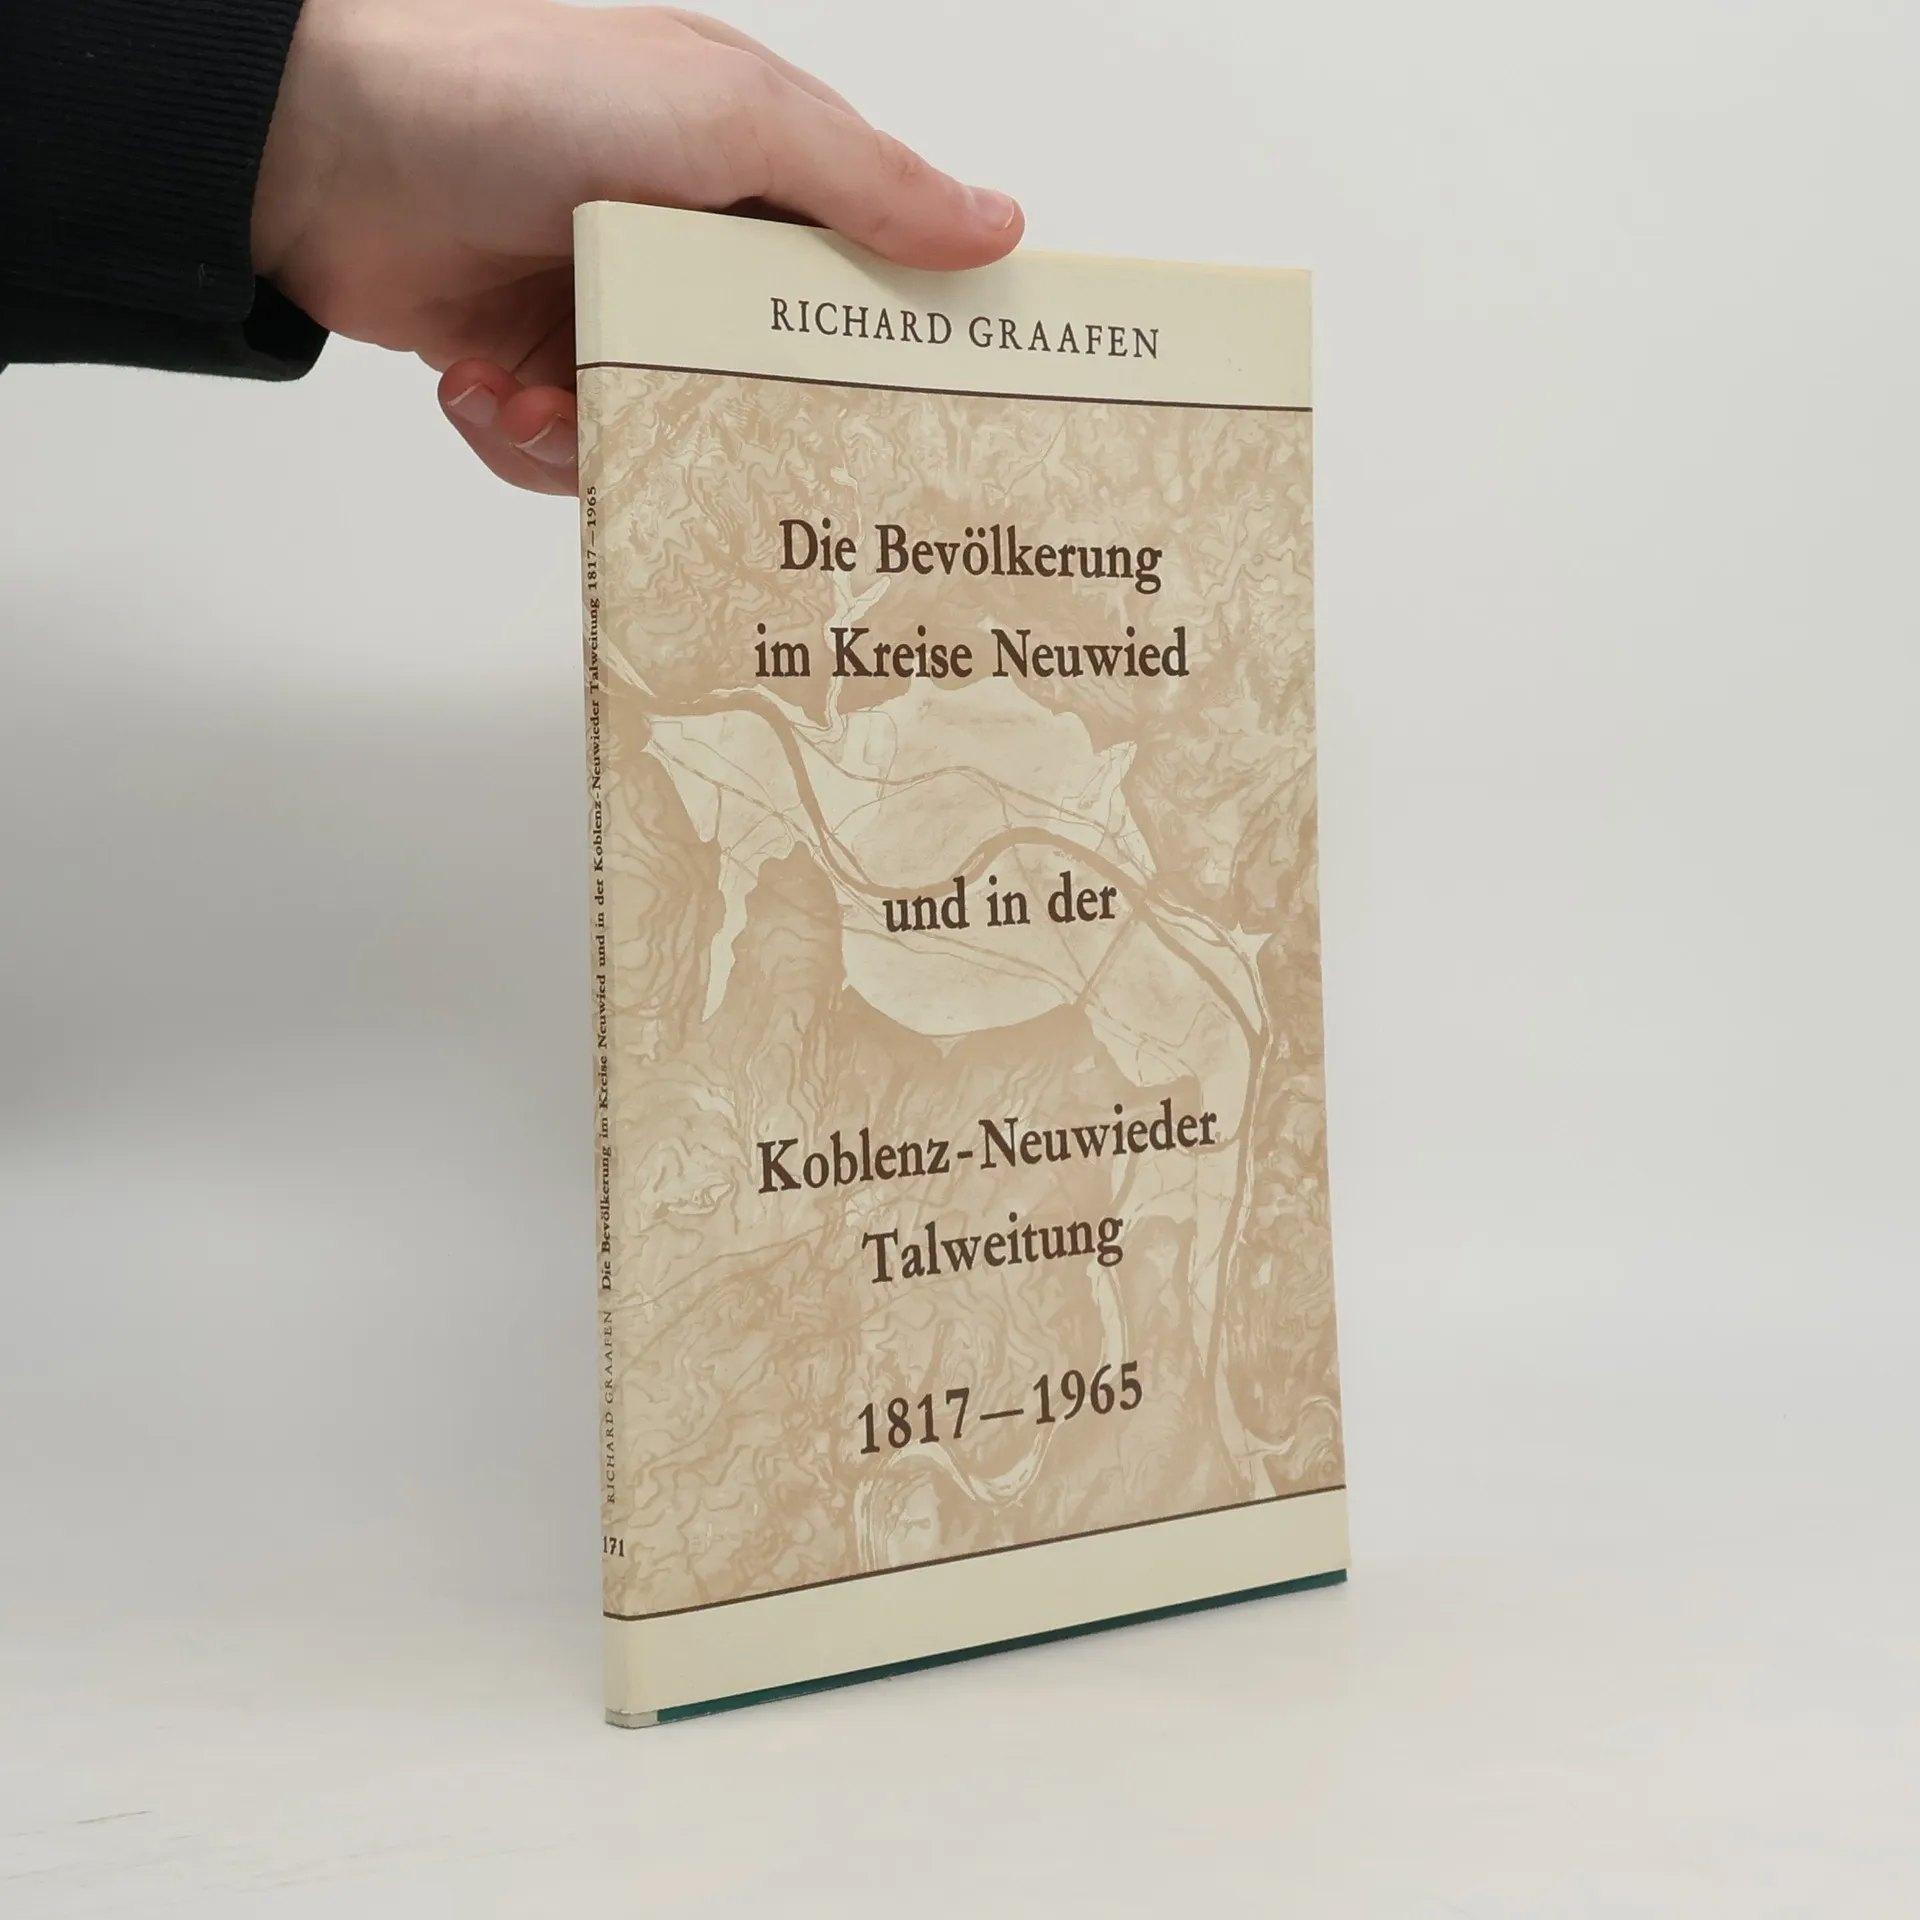 RICHARD GRAAFEN
Die Bevölkerung
im Kreise Neuwied
und in der
Koblenz-Neuwieder
Talweitung
1817—1965
RICHARD GRAAFEN Die Bevölkerung im Kreise Neuwied und in der Koblenz-Neuwieder Talweitung 1817—1965
171